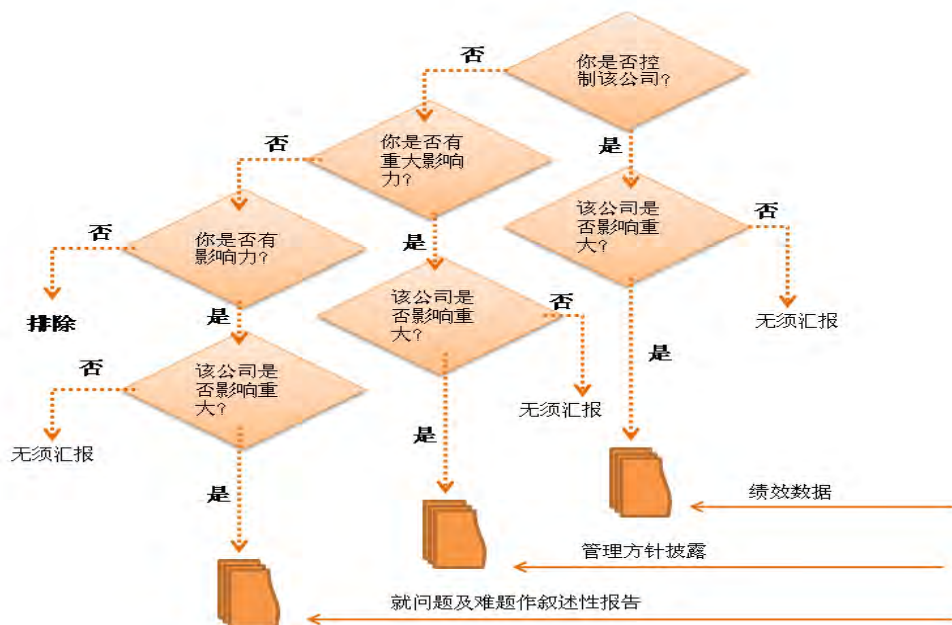 否
你是否控
制该公司？
否
你是否有
重大影响
力？
是
否
你是否有
影响力？
是
该公司是
否影响重
大？
否
排除
是
该公司是
否影响重
大？
否
无须汇报
是
否
该公司是
否影响重
大？
无须汇报
是
无须汇报
是
绩效数据
管理方针披露
就问题及难题作叙述性报告